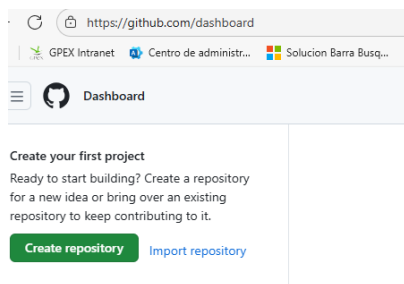 https://github.com/dashboard
GPEX Intranet Centro de administr... Solucion Barra Busq...
Dashboard
Create your first project
Ready to start building? Create a repository
for a new idea or bring over an existing
repository to keep contributing to it.
Create repository Import repository